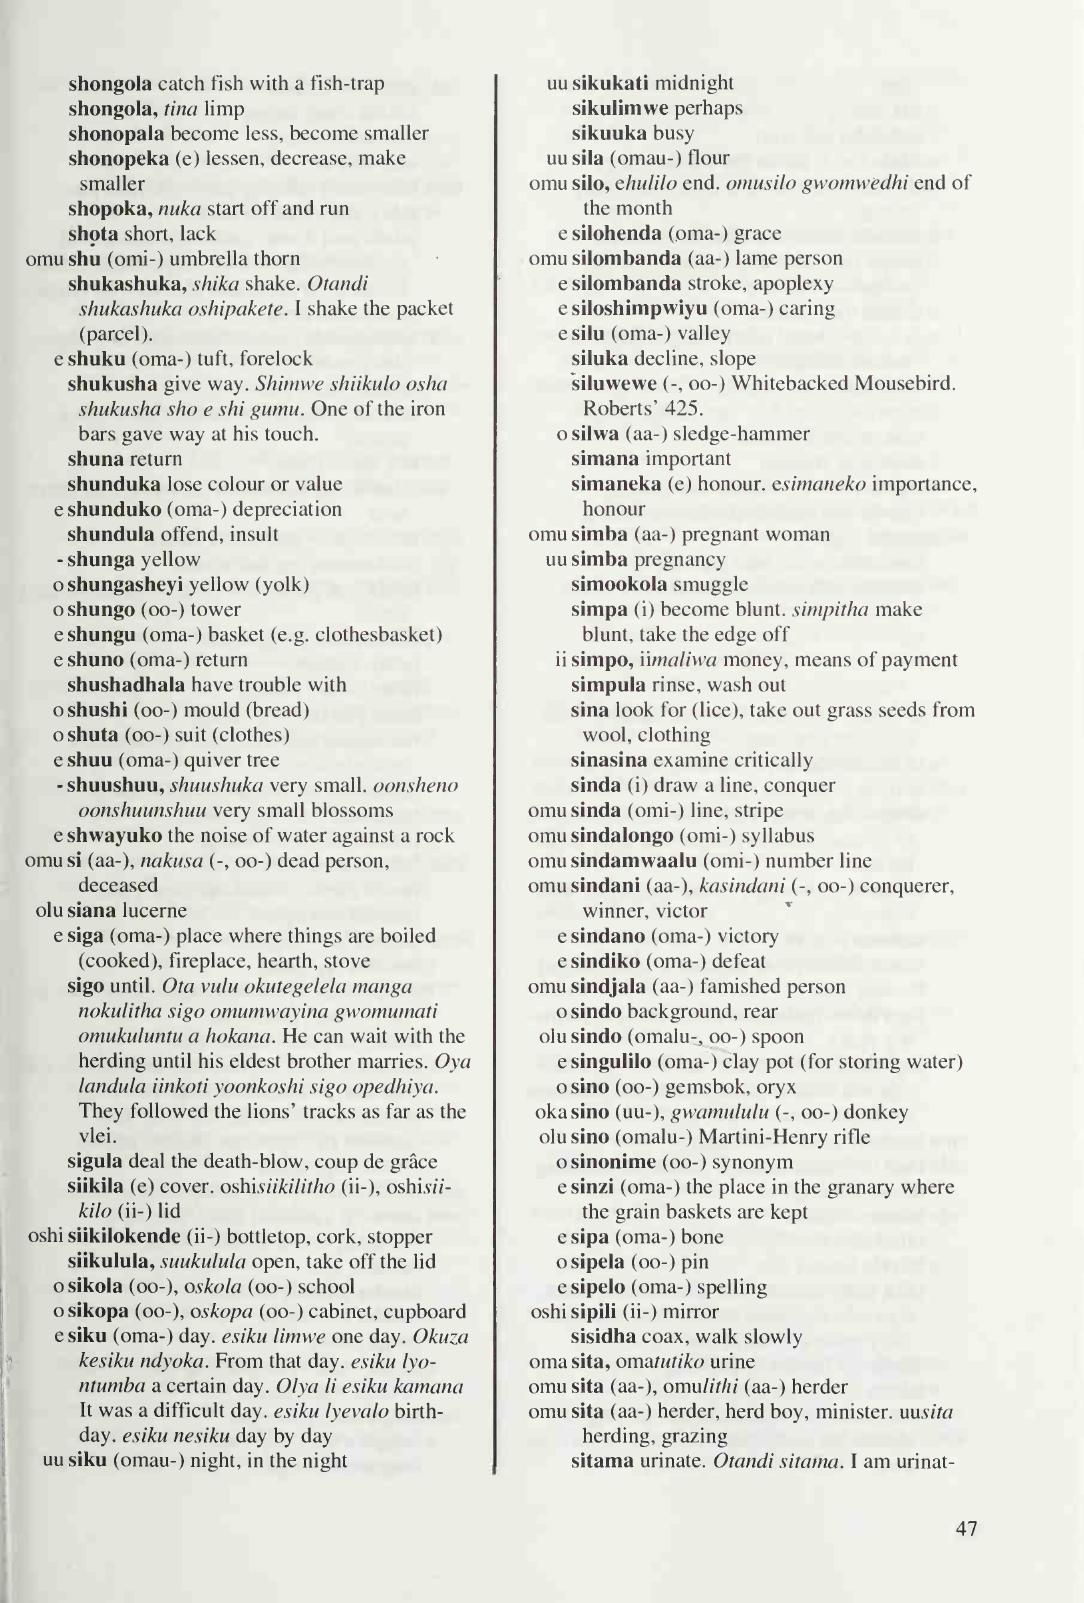 shongola catch fish with a fish-trap
shongola, tina limp
shonopala become less, become smaller
shonopeka (e) lessen, decrease, make
smaller
shopoka, nuka start off and run
shota short, lack
omu shu (omi-) umbrella thorn
shukashuka, shika shake. Otandi
shukashuka oshipakete. I shake the packet
(parcel).
e shuku (oma-) tuft, forelock
shukusha give way. Shimwe shiikulo osha
shukusha sho e shi gumu. One of the iron
bars gave way at his touch.
shuna return
shunduka lose colour or value
e shunduko (oma-) depreciation
shundula offend, insult
- shunga yellow
o shungasheyi yellow (yolk)
o shungo (oo-) tower
e shungu (oma-) basket (e.g. clothesbasket)
e shuno (oma-) return
shushadhala have trouble with
o shushi (oo-) mould (bread)
o shuta (oo-) suit (clothes)
e shuu (oma-) quiver tree
- shuushuu, shuushuka very small. oonsheno
oonshuunshuu very small blossoms
e shwayuko the noise of water against a rock
omu si (aa-), nakusa (-, oo-) dead person,
deceased
olu siana lucerne
e siga (oma-) place where things are boiled
(cooked), fireplace, hearth, stove
sigo until. Ota vulu okutegelela manga
nokulitha sigo omumwayina gwomumati
omukuluntu a hokana. He can wait with the
herding until his eldest brother marries. Oya
landula iinkoti yoonkoshi sigo opedhiya.
They followed the lions' tracks as far as the
vlei.
sigula deal the death-blow, coup de grâce
siikila (e) cover. oshisiikilitho (ii-), oshisii-
kilo (ii-) lid
oshi siikilokende (ii-) bottletop, cork, stopper
siikulula, suukulula open, take off the lid
o sikola (oo-), oskola (oo-) school
o sikopa (oo-), oskopa (oo-) cabinet, cupboard
e siku (oma-) day. esiku limwe one day. Okuza
kesiku ndyoka. From that day. esiku lyo-
ntumba a certain day. Olya li esiku kamana
It was a difficult day. esiku lyevalo birth-
day. esiku nesiku day by day
uu siku (omau-) night, in the night
uu sikukati midnight
sikulimwe perhaps
sikuuka busy
uu sila (omau-) flour
omu silo, ehulilo end. omusilo gwomwedhi end of
the month
e silohenda (oma-) grace
omu silombanda (aa-) lame person
e silombanda stroke, apoplexy
e siloshimpwiyu (oma-) caring
e silu (oma-) valley
siluka decline, slope
siluwewe (-, oo-) Whitebacked Mousebird.
Roberts' 425.
o silwa (aa-) sledge-hammer
simana important
simaneka (e) honour. esimaneko importance,
honour
omu simba (aa-) pregnant woman
uu simba pregnancy
simookola smuggle
simpa (i) become blunt. simpitha make
blunt, take the edge off
ii simpo, iimaliwa money, means of payment
simpula rinse, wash out
sina look for (lice), take out grass seeds from
wool, clothing
sinasina examine critically
sinda (i) draw a line, conquer
omu sinda (omi-) line, stripe
omu sindalongo (omi-) syllabus
omu sindamwaalu (omi-) number line
omu sindani (aa-), kasindani (-, oo-) conquerer,
winner, victor
e sindano (oma-) victory
e sindiko (oma-) defeat
omu sindjala (aa-) famished person
o sindo background, rear
olu sindo (omalu-, oo-) spoon
e singulilo (oma-) clay pot (for storing water)
o sino (oo-) gemsbok, oryx
oka sino (uu-), gwamululu (-, oo-) donkey
olu sino (omalu-) Martini-Henry rifle
o sinonime (oo-) synonym
e sinzi (oma-) the place in the granary where
the grain baskets are kept
e sipa (oma-) bone
o sipela (oo-) pin
e sipelo (oma-) spelling
oshi sipili (ii-) mirror
sisidha coax, walk slowly
oma sita, omatutiko urine
omu sita (aa-), omulithi (aa-) herder
omu sita (aa-) herder, herd boy, minister. uusita
herding, grazing
sitama urinate. Otandi sitama. I am urinat-
47